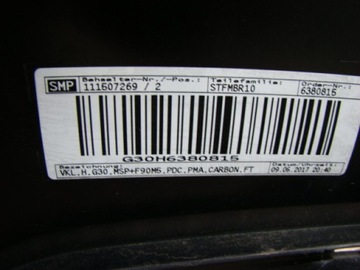 SMP
Behaelter-Nr./-Pos.: Teilefamilie: Order-Nr.:
111607269 / 2 STFMBR10 6380815
G30H6380815
Bezeichnung: Datum/Uhrzeit:
VKL,H,G30,MSP+F90M5,PDC,PMA,CARBON,FT 09.06.2017 20:40